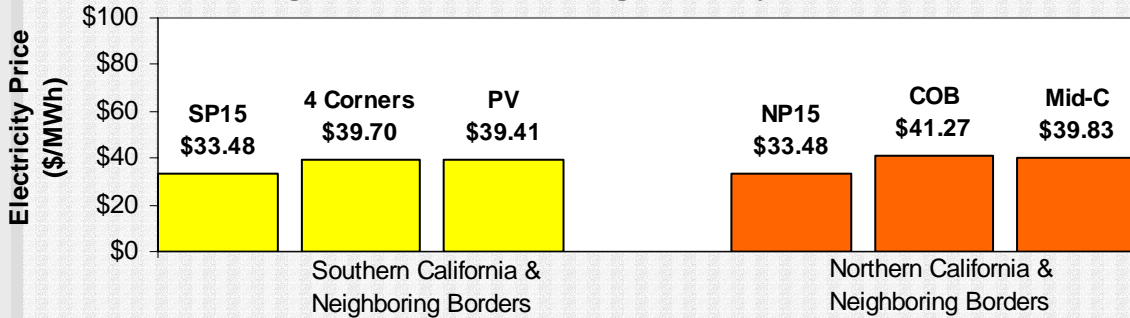 Electricity Price
($/MWh)
$100
$80
$60
$40
$20
$0
SP15
$33.48
4 Corners
$39.70
PV
$39.41
NP15
$33.48
COB
$41.27
Mid-C
$39.83
Southern California &
Neighboring Borders
Northern California &
Neighboring Borders